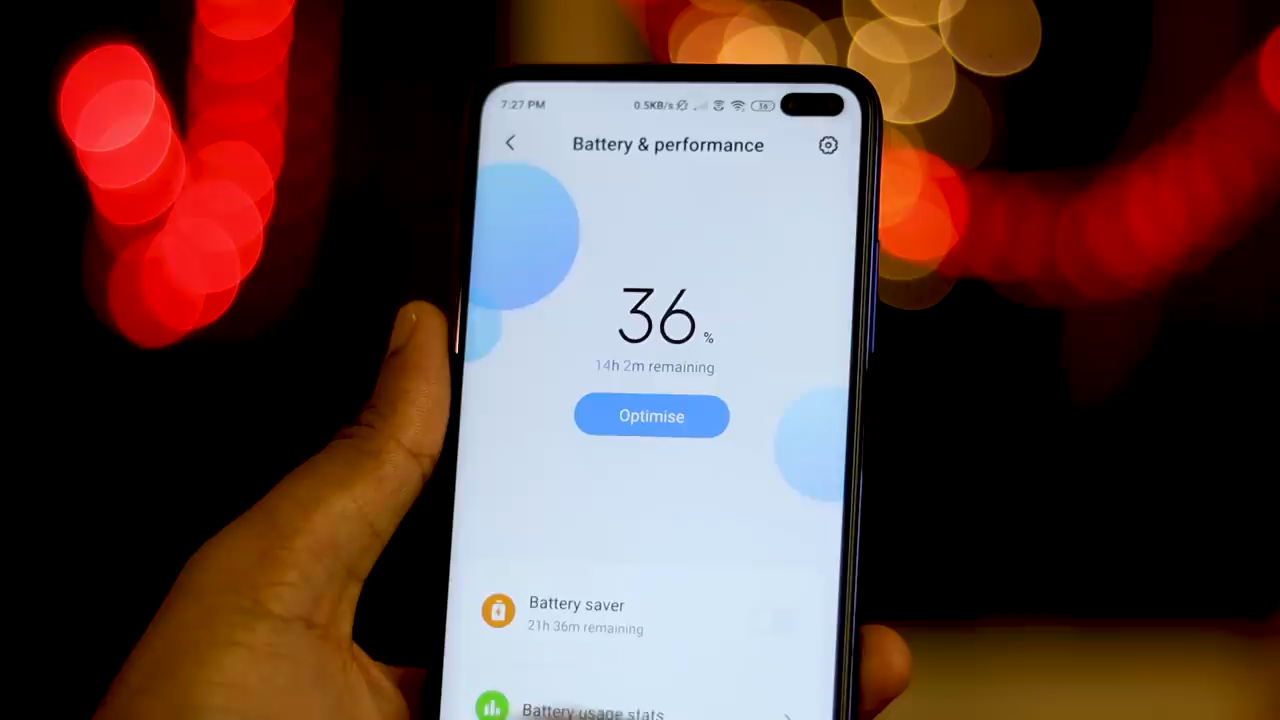 7:27 PM 0.5KB/s 36
Battery & performance
36 %
14h 2m remaining
Optimise
Battery saver
21h 36m remaining
Battery usage stats